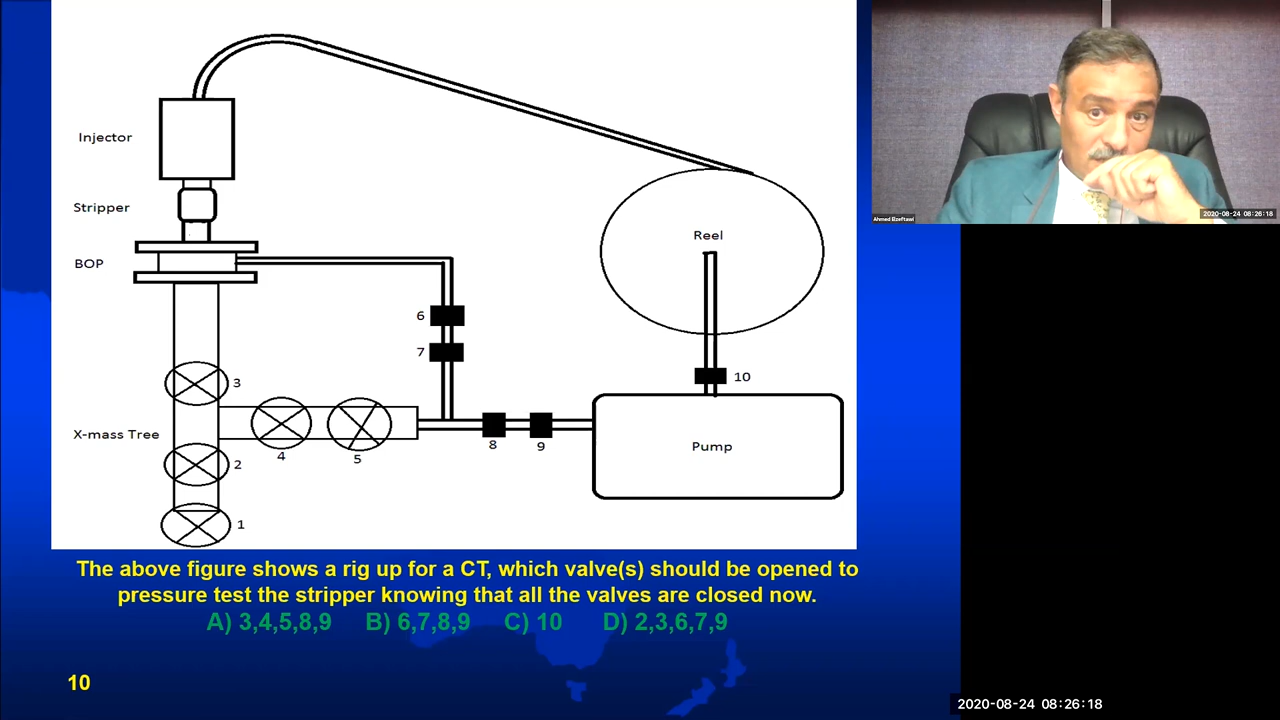 Injector
Stripper
BOP
Reel
6
7
10
3
X-mass Tree
4
5
8
9
Pump
2
1
The above figure shows a rig up for a CT, which valve(s) should be opened to
pressure test the stripper knowing that all the valves are closed now.
A) 3,4,5,8,9 B) 6,7,8,9 C) 10 D) 2,3,6,7,9
10
Ahmed Elzeftawi
2020-08-24 08:26:18
2020-08-24 08:26:18